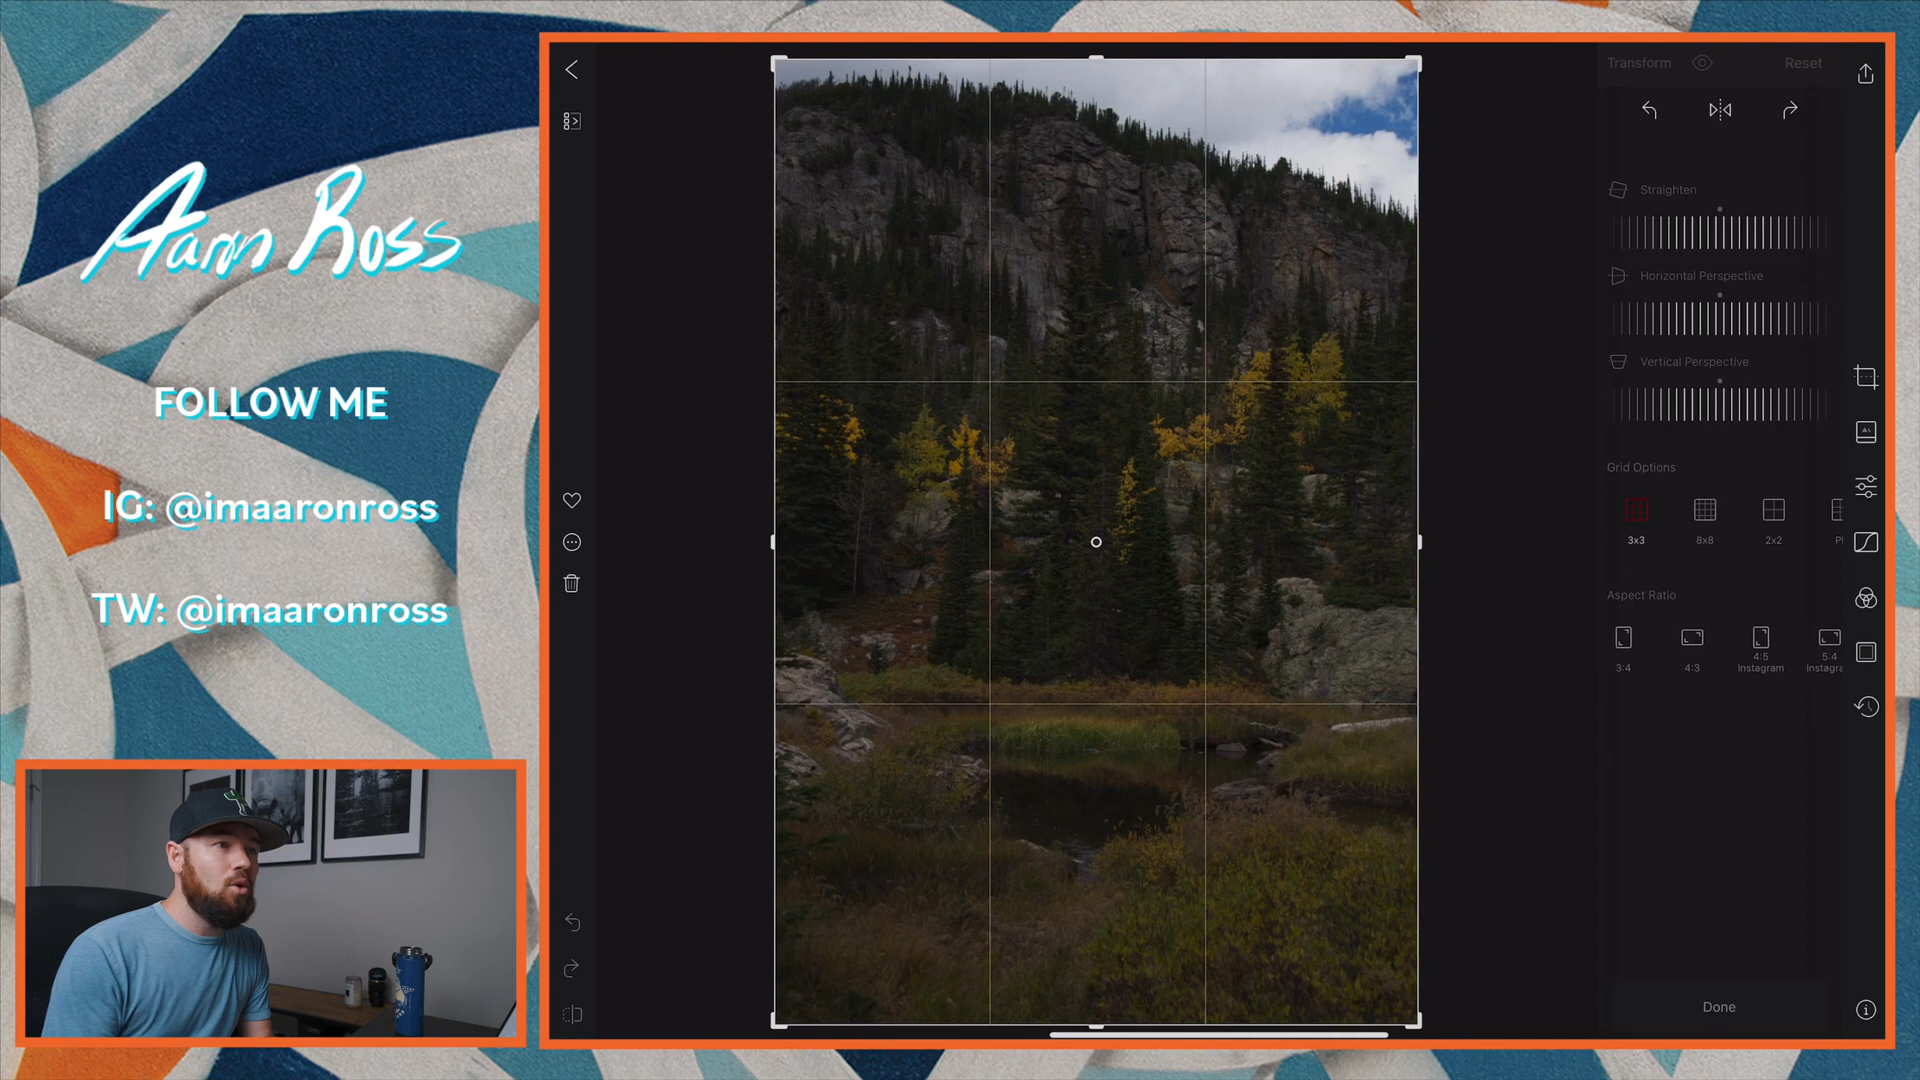 Aaron Ross
FOLLOW ME
IG: @imaaronross
TW: @imaaronross
Transform
Reset
Straighten
Horizontal Perspective
Vertical Perspective
Grid Options
3x3
8x8
2x2
Aspect Ratio
3:4
4:3
4:5
Instagram
5:4
Instagra
Done